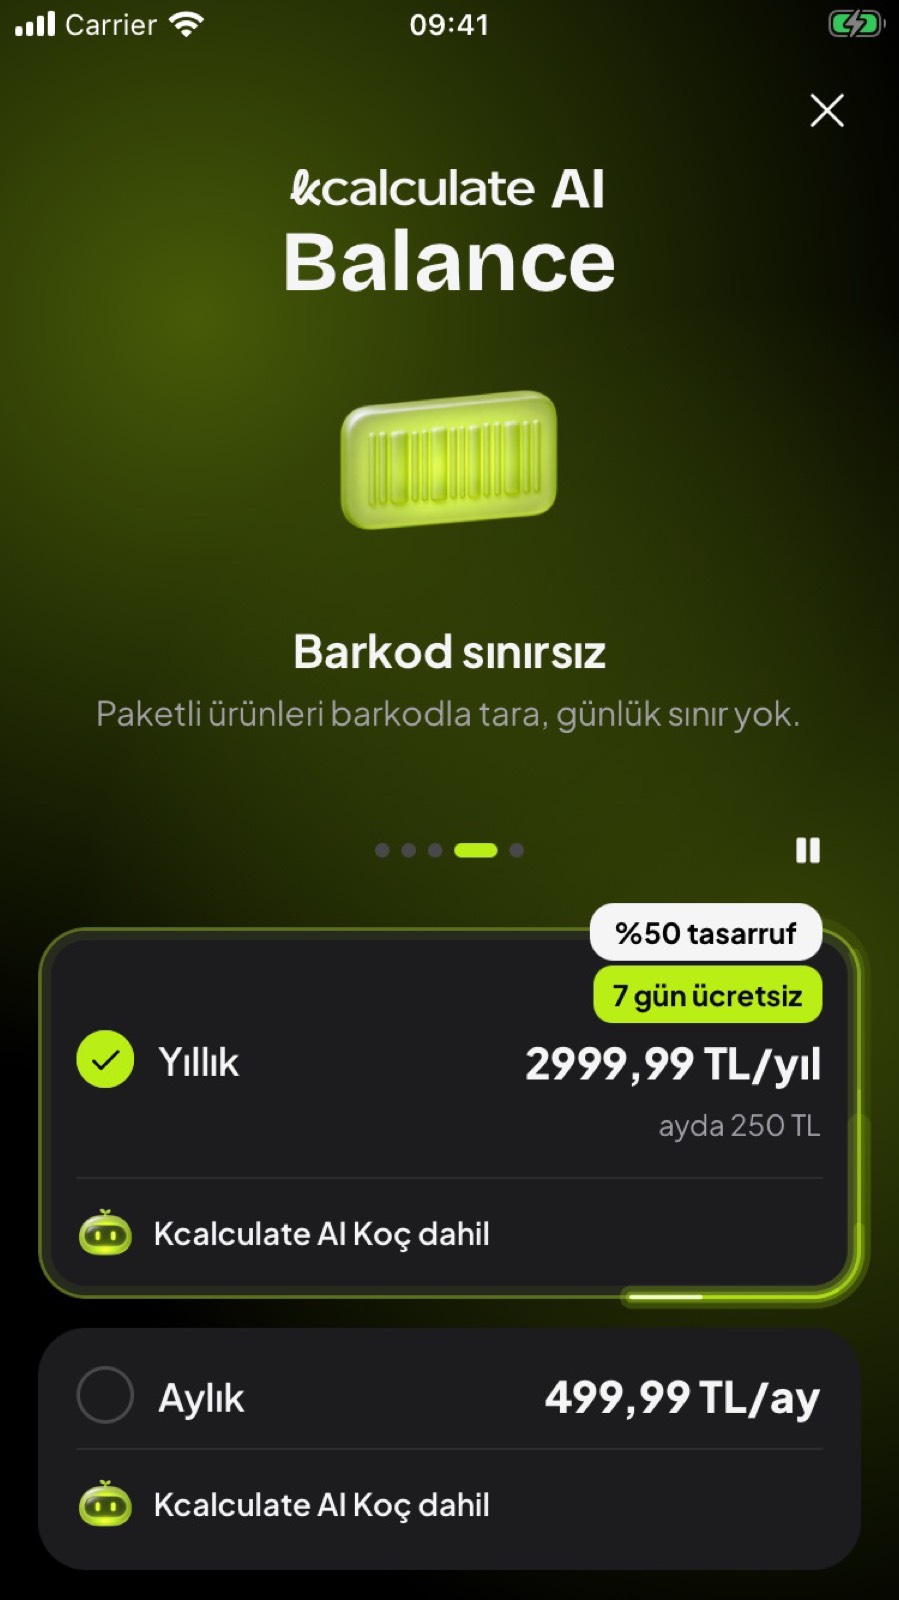 Carrier 09:41
kcalculate AI
Balance
Barkod sınırsız
Paketli ürünleri barkodla tara, günlük sınır yok.
%50 tasarruf
7 gün ücretsiz
Yıllık 2999,99 TL/yıl
ayda 250 TL
Kcalculate AI Koç dahil
Aylık 499,99 TL/ay
Kcalculate AI Koç dahil